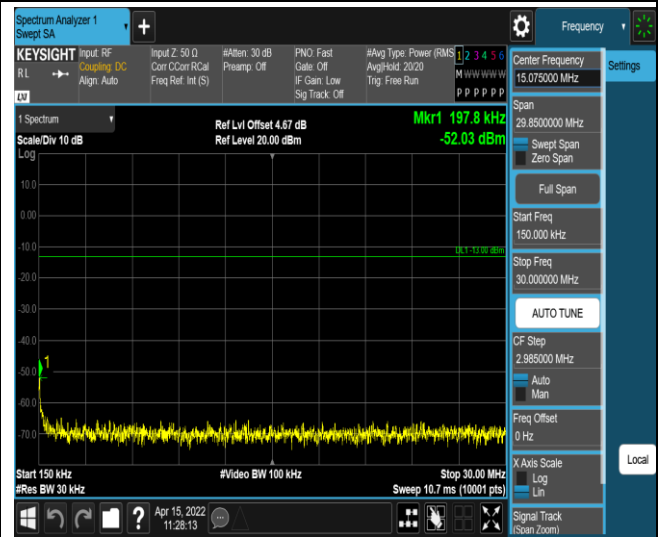 Spectrum Analyzer 1
Swept SA
+
Frequency
KEYSIGHT
R L
LXI
Input: RF
Coupling: DC
Align: Auto
Input Z: 50 Ω
Corr CCorr RCal
Freq Ref: Int (S)
#Atten: 30 dB
Preamp: Off
PNO: Fast
Gate: Off
IF Gain: Low
Sig Track: Off
#Avg Type: Power (RMS
Avg|Hold: 20/20
Trig: Free Run
1 2 3 4 5 6
M W W W W W
P P P P P P
1 Spectrum
Scale/Div 10 dB
Log
Ref Lvl Offset 4.67 dB
Ref Level 20.00 dBm
Mkr1 197.8 kHz
-52.03 dBm
10.0
0.00
-10.0
DL1 -13.00 dBm
-20.0
-30.0
-40.0
1
-50.0
-60.0
-70.0
Start 150 kHz
#Res BW 30 kHz
#Video BW 100 kHz
Stop 30.00 MHz
Sweep 10.7 ms (10001 pts)
?
Apr 15, 2022
11:28:13
Center Frequency
15.075000 MHz
Span
29.8500000 MHz
Swept Span
Zero Span
Full Span
Start Freq
150.000 kHz
Stop Freq
30.000000 MHz
AUTO TUNE
CF Step
2.985000 MHz
Auto
Man
Freq Offset
0 Hz
X Axis Scale
Log
Lin
Signal Track
(Span Zoom)
Settings
Local